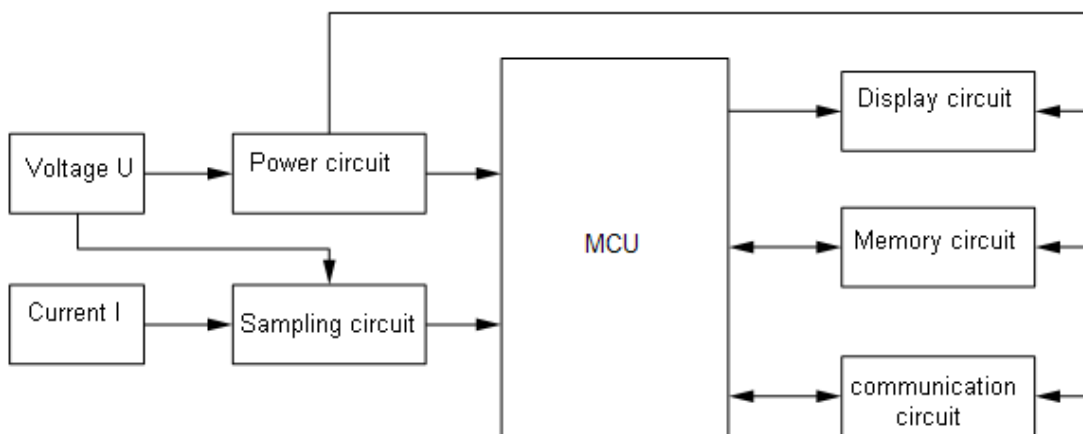 Display circuit
Voltage U
Power circuit
MCU
Memory circuit
Current I
Sampling circuit
communication
circuit